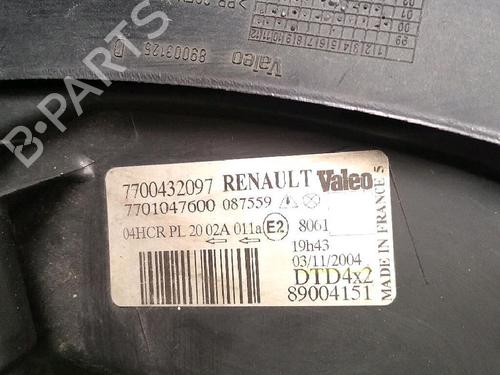 Valeo
89003125
7700432097 RENAULT Valeo
7701047600 087559
04HCR PL 20 02A 011a E2 8061
19h43
03/11/2004
DTD4x2
89004151
MADE IN FRANCE 5
B-PARTS